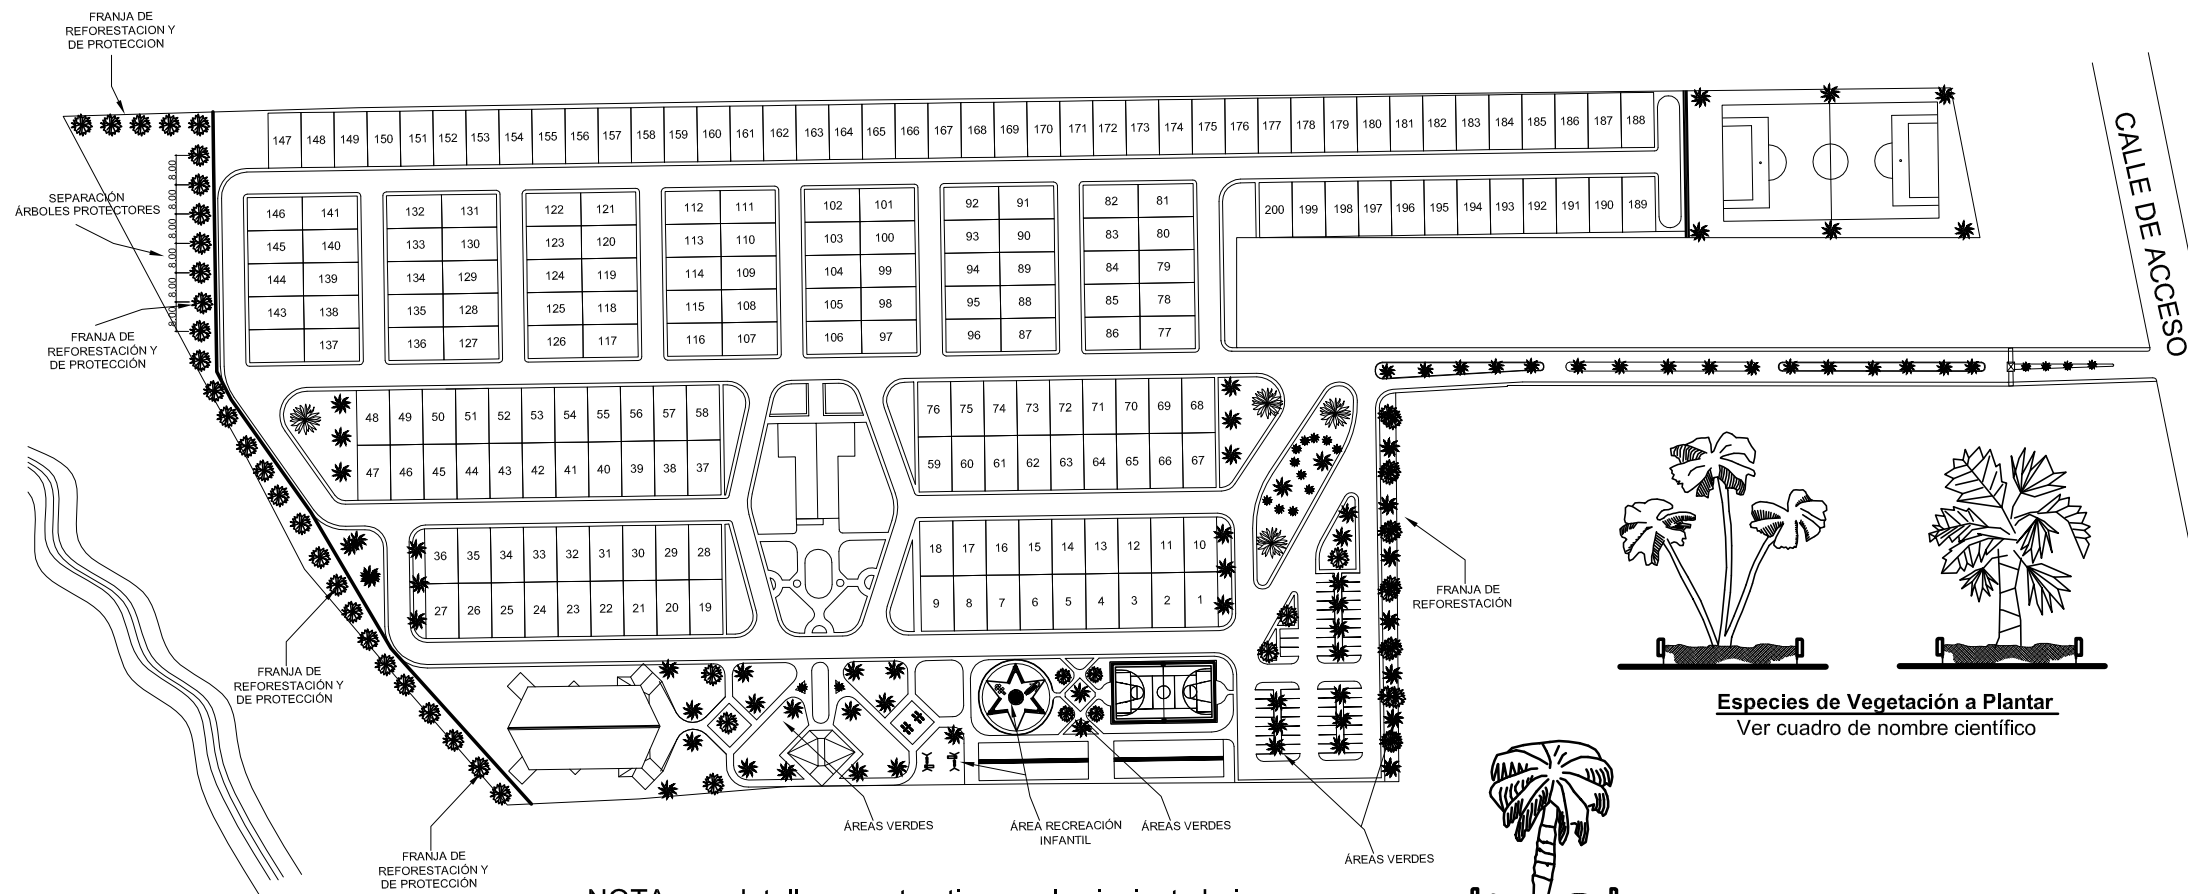 FRANJA DE
REFORESTACION Y
DE PROTECCION
CALLE DE ACCESO
147 148 149 150 151 152 153 154 155 156 157 158 159 160 161 162 163 164 165 166 167 168 169 170 171 172 173 174 175 176 177 178 179 180 181 182 183 184 185 186 187 188
8.00 8.00 8.00 8.00 8.00 8.00
SEPARACIÓN
ÁRBOLES PROTECTORES
200 199 198 197 196 195 194 193 192 191 190 189
146 141 132 131 122 121 112 111 102 101 92 91 82 81
145 140 133 130 123 120 113 110 103 100 93 90 83 80
144 139 134 129 124 119 114 109 104 99 94 89 84 79
143 138 135 128 125 118 115 108 105 98 95 88 85 78
137 136 127 126 117 116 107 106 97 96 87 86 77
FRANJA DE
REFORESTACIÓN Y
DE PROTECCIÓN
48 49 50 51 52 53 54 55 56 57 58 76 75 74 73 72 71 70 69 68
47 46 45 44 43 42 41 40 39 38 37 59 60 61 62 63 64 65 66 67
36 35 34 33 32 31 30 29 28 18 17 16 15 14 13 12 11 10
27 26 25 24 23 22 21 20 19 9 8 7 6 5 4 3 2 1
FRANJA DE
REFORESTACIÓN
FRANJA DE
REFORESTACIÓN Y
DE PROTECCIÓN
Especies de Vegetación a Plantar
Ver cuadro de nombre científico
ÁREAS VERDES
ÁREA RECREACIÓN
INFANTIL
ÁREAS VERDES
ÁREAS VERDES
FRANJA DE
REFORESTACIÓN Y
DE PROTECCIÓN